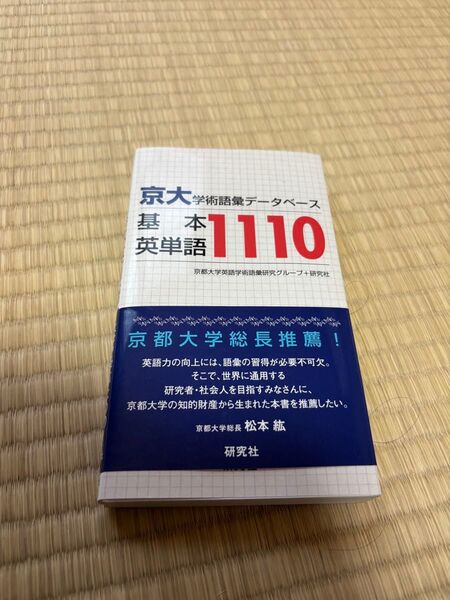 京大学術語彙データベース
基本
英単語1110
京都大学英語学術語彙研究グループ+研究社
京都大学総長推薦！
英語力の向上には、語彙の習得が必要不可欠。
そこで、世界に通用する
研究者・社会人を目指すみなさんに、
京都大学の知的財産から生まれた本書を推薦したい。
京都大学総長 松本 紘
研究社